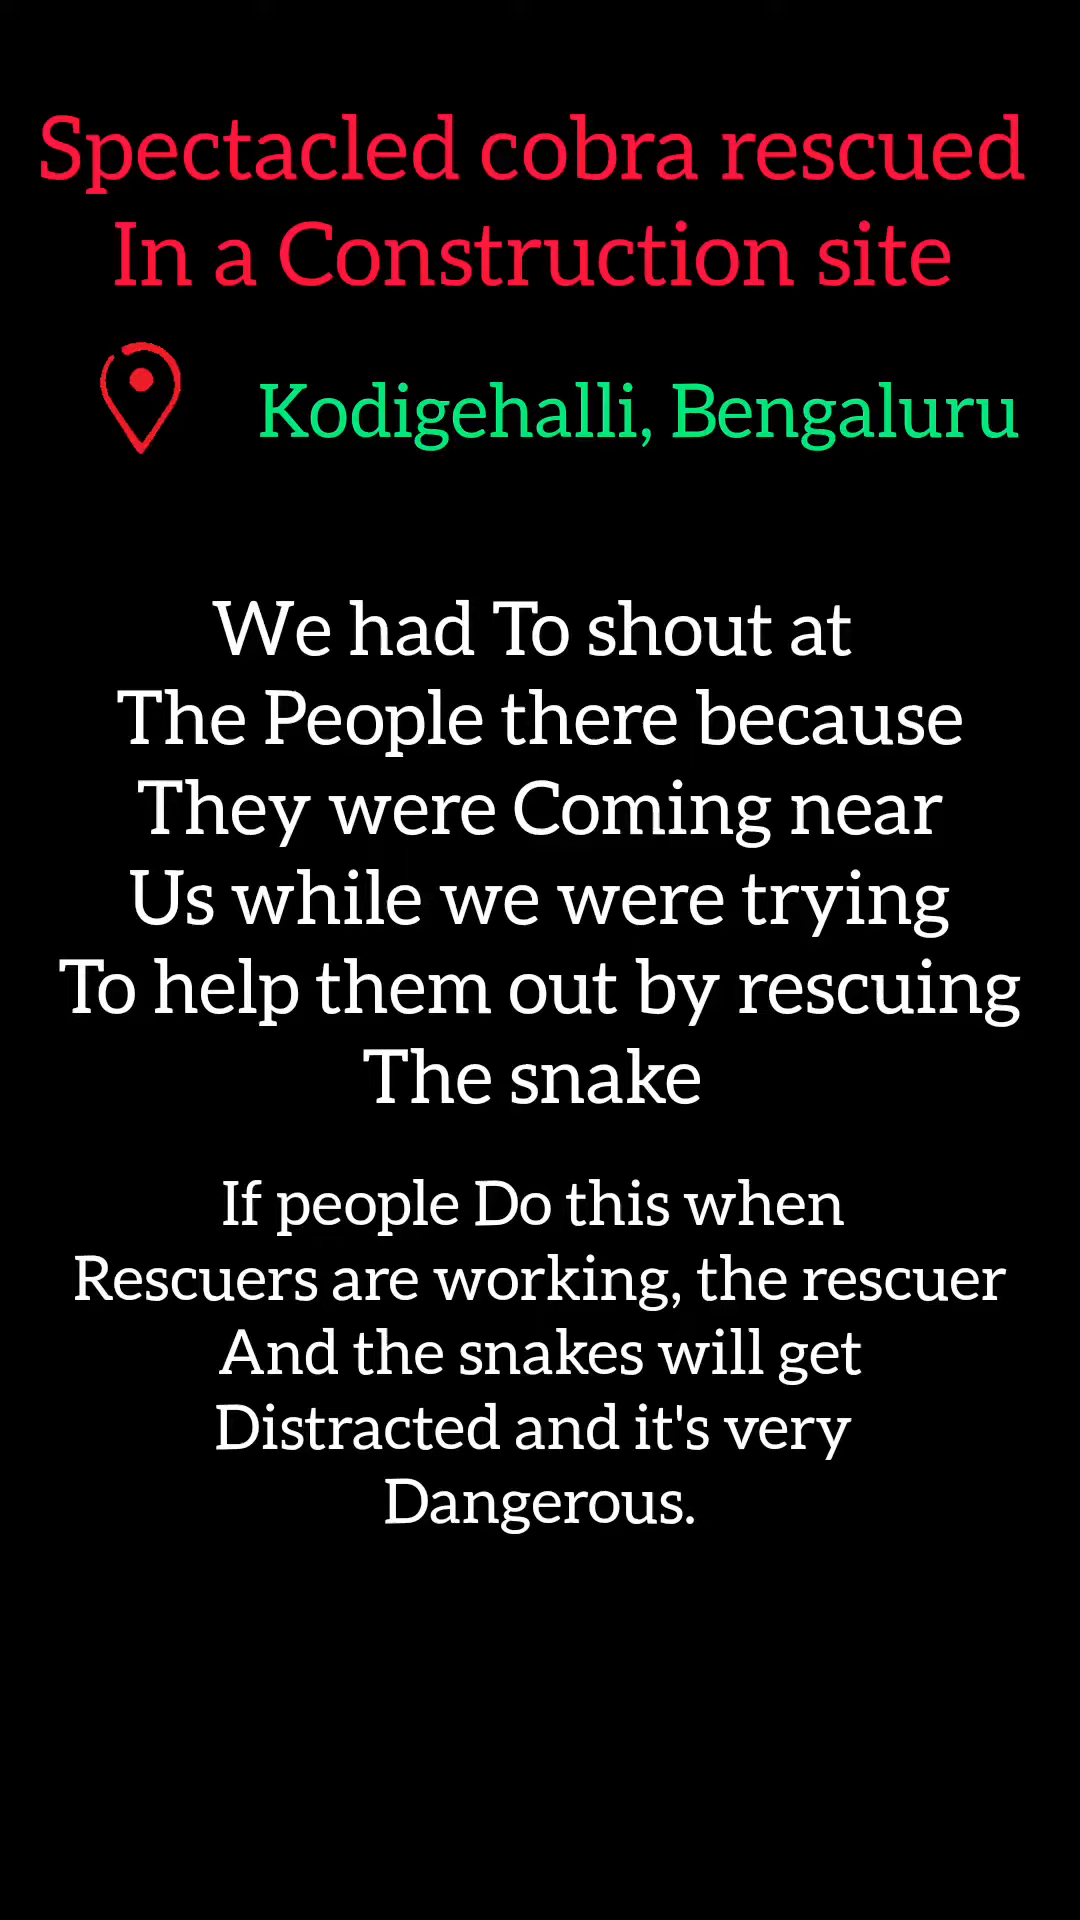 Spectacled cobra rescued
In a Construction site
Kodigehalli, Bengaluru
We had To shout at
The People there because
They were Coming near
Us while we were trying
To help them out by rescuing
The snake
If people Do this when
Rescuers are working, the rescuer
And the snakes will get
Distracted and it's very
Dangerous.